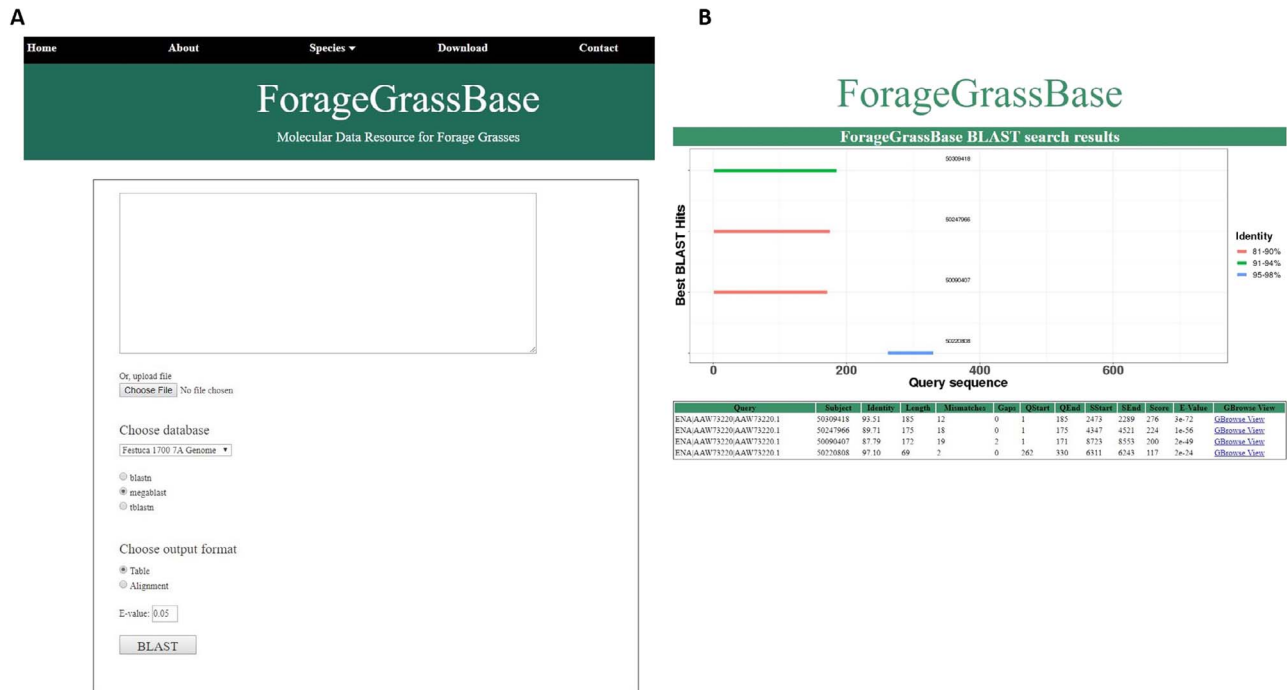 A
Home About Species ▾ Download Contact
ForageGrassBase
Molecular Data Resource for Forage Grasses
Or, upload file
Choose File No file chosen
Choose database
Festuca 1700 7A Genome ▼
blastn
megablast
tblastn
Choose output format
Table
Alignment
E-value: 0.05
BLAST
B
ForageGrassBase
ForageGrassBase BLAST search results
Best BLAST Hits
50309418
50247966
50090407
50220808
Identity
81-90%
91-94%
95-98%
0 200 400 600
Query sequence
Query Subject Identity Length Mismatches Gaps QStart QEnd SStart SEnd Score E-Value GBrowse View
ENA|AAW73220|AAW73220.1 50309418 93.51 185 12 0 1 185 2473 2289 276 3e-72 GBrowse View
ENA|AAW73220|AAW73220.1 50247966 89.71 175 18 0 1 175 4347 4521 224 1e-56 GBrowse View
ENA|AAW73220|AAW73220.1 50090407 87.79 172 19 2 1 171 8723 8553 200 2e-49 GBrowse View
ENA|AAW73220|AAW73220.1 50220808 97.10 69 2 0 262 330 6311 6243 117 2e-24 GBrowse View